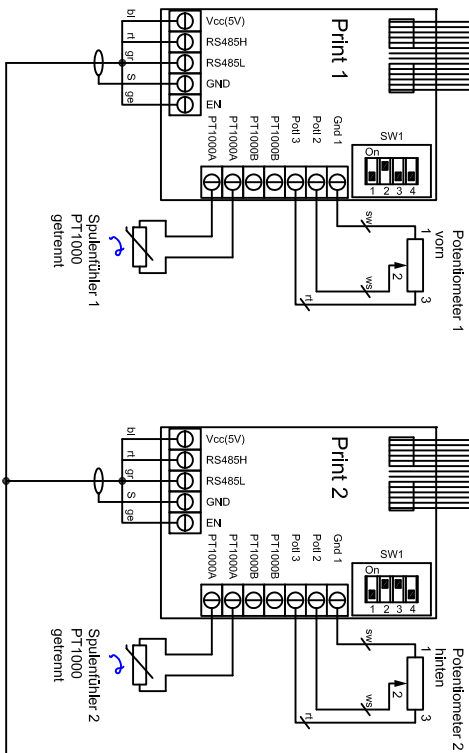 Print 1
Vcc(5V)
RS485H
RS485L
GND
EN
bl
rt
gr
S
ge
PT1000A
PT1000A
PT1000B
PT1000B
Poti 3
Poti 2
Gnd 1
SW1
On
1 2 3 4
Potentiometer 1
vorn
1
2
3
sw
ws
rt
Spulenfühler 1
PT1000
getrennt
Print 2
Vcc(5V)
RS485H
RS485L
GND
EN
bl
rt
gr
S
ge
PT1000A
PT1000A
PT1000B
PT1000B
Poti 3
Poti 2
Gnd 1
SW1
On
1 2 3 4
Potentiometer 2
hinten
1
2
3
sw
ws
rt
Spulenfühler 2
PT1000
getrennt